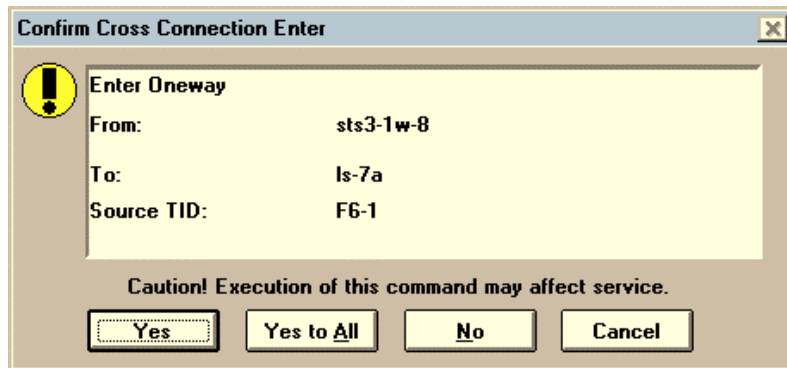 Confirm Cross Connection Enter
Enter Oneway
From: sts3-1w-8
To: ls-7a
Source TID: F6-1
Caution! Execution of this command may affect service.
Yes Yes to All No Cancel